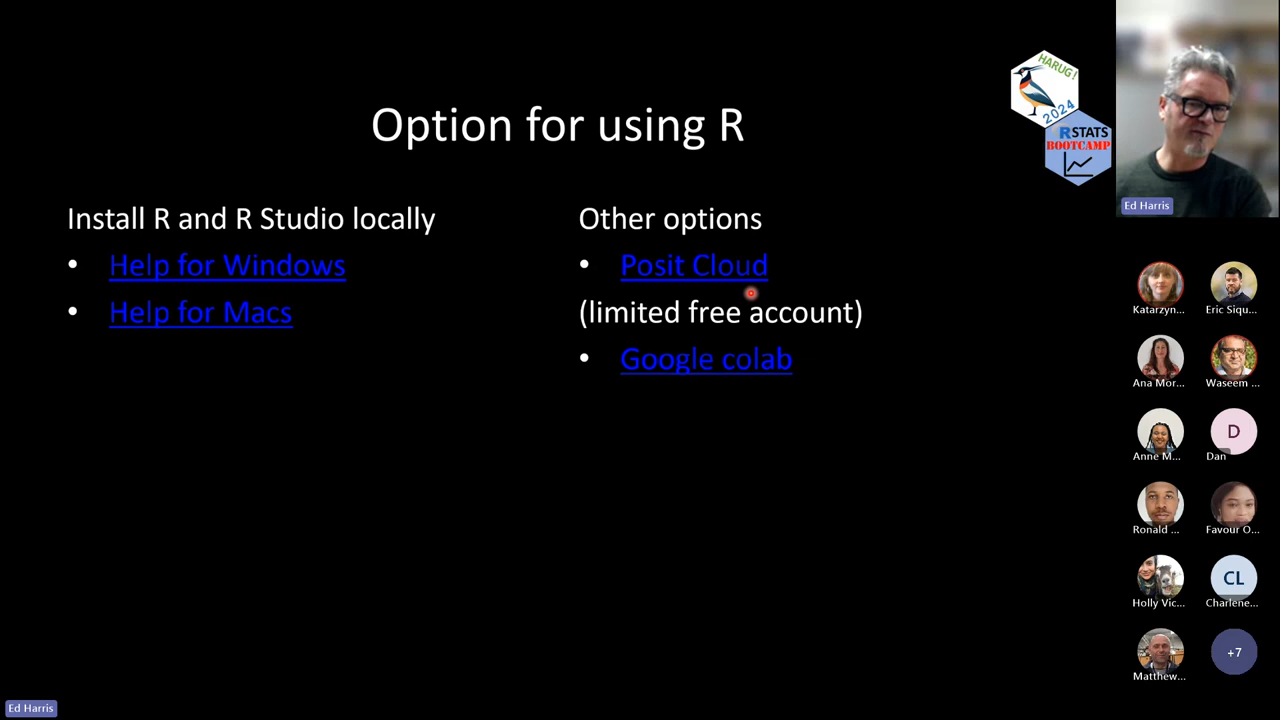 HARUG!
2024
RSTATS
BOOTCAMP
Option for using R
Install R and R Studio locally
• Help for Windows
• Help for Macs
Other options
• Posit Cloud
(limited free account)
• Google colab
Ed Harris
Katarzyn...
Eric Siqu...
Ana Mor...
Waseem ...
Anne M...
D
Dan
Ronald ...
Favour O...
Holly Vic...
CL
Charlene...
Matthew...
+7
Ed Harris